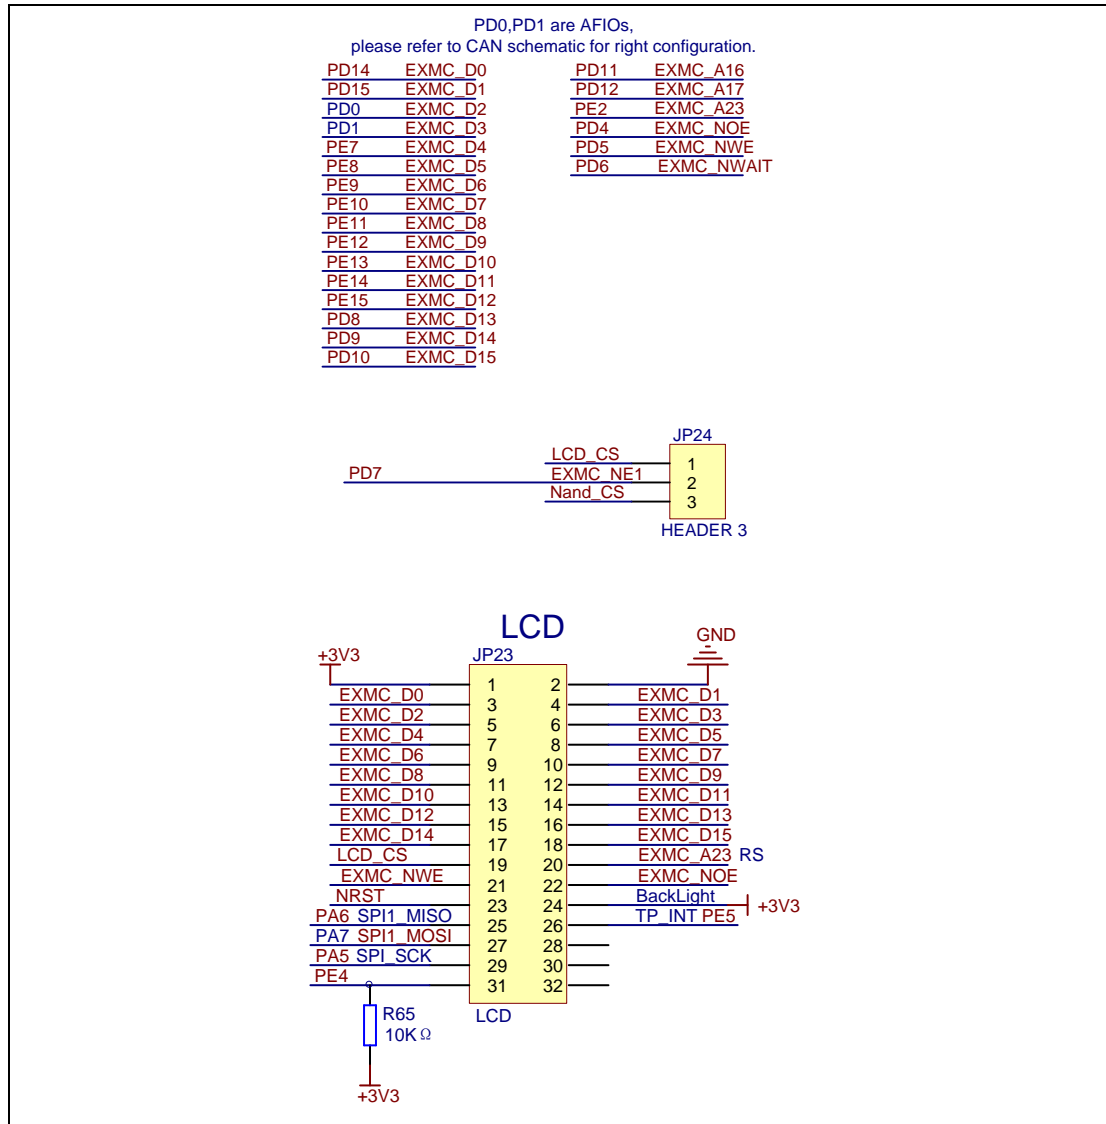 PD0,PD1 are AFIOs,
please refer to CAN schematic for right configuration.
PD14 EXMC_D0 PD11 EXMC_A16
PD15 EXMC_D1 PD12 EXMC_A17
PD0 EXMC_D2 PE2 EXMC_A23
PD1 EXMC_D3 PD4 EXMC_NOE
PE7 EXMC_D4 PD5 EXMC_NWE
PE8 EXMC_D5 PD6 EXMC_NWAIT
PE9 EXMC_D6
PE10 EXMC_D7
PE11 EXMC_D8
PE12 EXMC_D9
PE13 EXMC_D10
PE14 EXMC_D11
PE15 EXMC_D12
PD8 EXMC_D13
PD9 EXMC_D14
PD10 EXMC_D15
JP24
LCD_CS 1
PD7 EXMC_NE1 2
Nand_CS 3
HEADER 3
LCD
+3V3 JP23 GND
1 2
EXMC_D0 3 4 EXMC_D1
EXMC_D2 5 6 EXMC_D3
EXMC_D4 7 8 EXMC_D5
EXMC_D6 9 10 EXMC_D7
EXMC_D8 11 12 EXMC_D9
EXMC_D10 13 14 EXMC_D11
EXMC_D12 15 16 EXMC_D13
EXMC_D14 17 18 EXMC_D15
LCD_CS 19 20 EXMC_A23 RS
EXMC_NWE 21 22 EXMC_NOE
NRST 23 24 BackLight +3V3
PA6 SPI1_MISO 25 26 TP_INT PE5
PA7 SPI1_MOSI 27 28
PA5 SPI_SCK 29 30
PE4 31 32
R65 LCD
10KΩ
+3V3